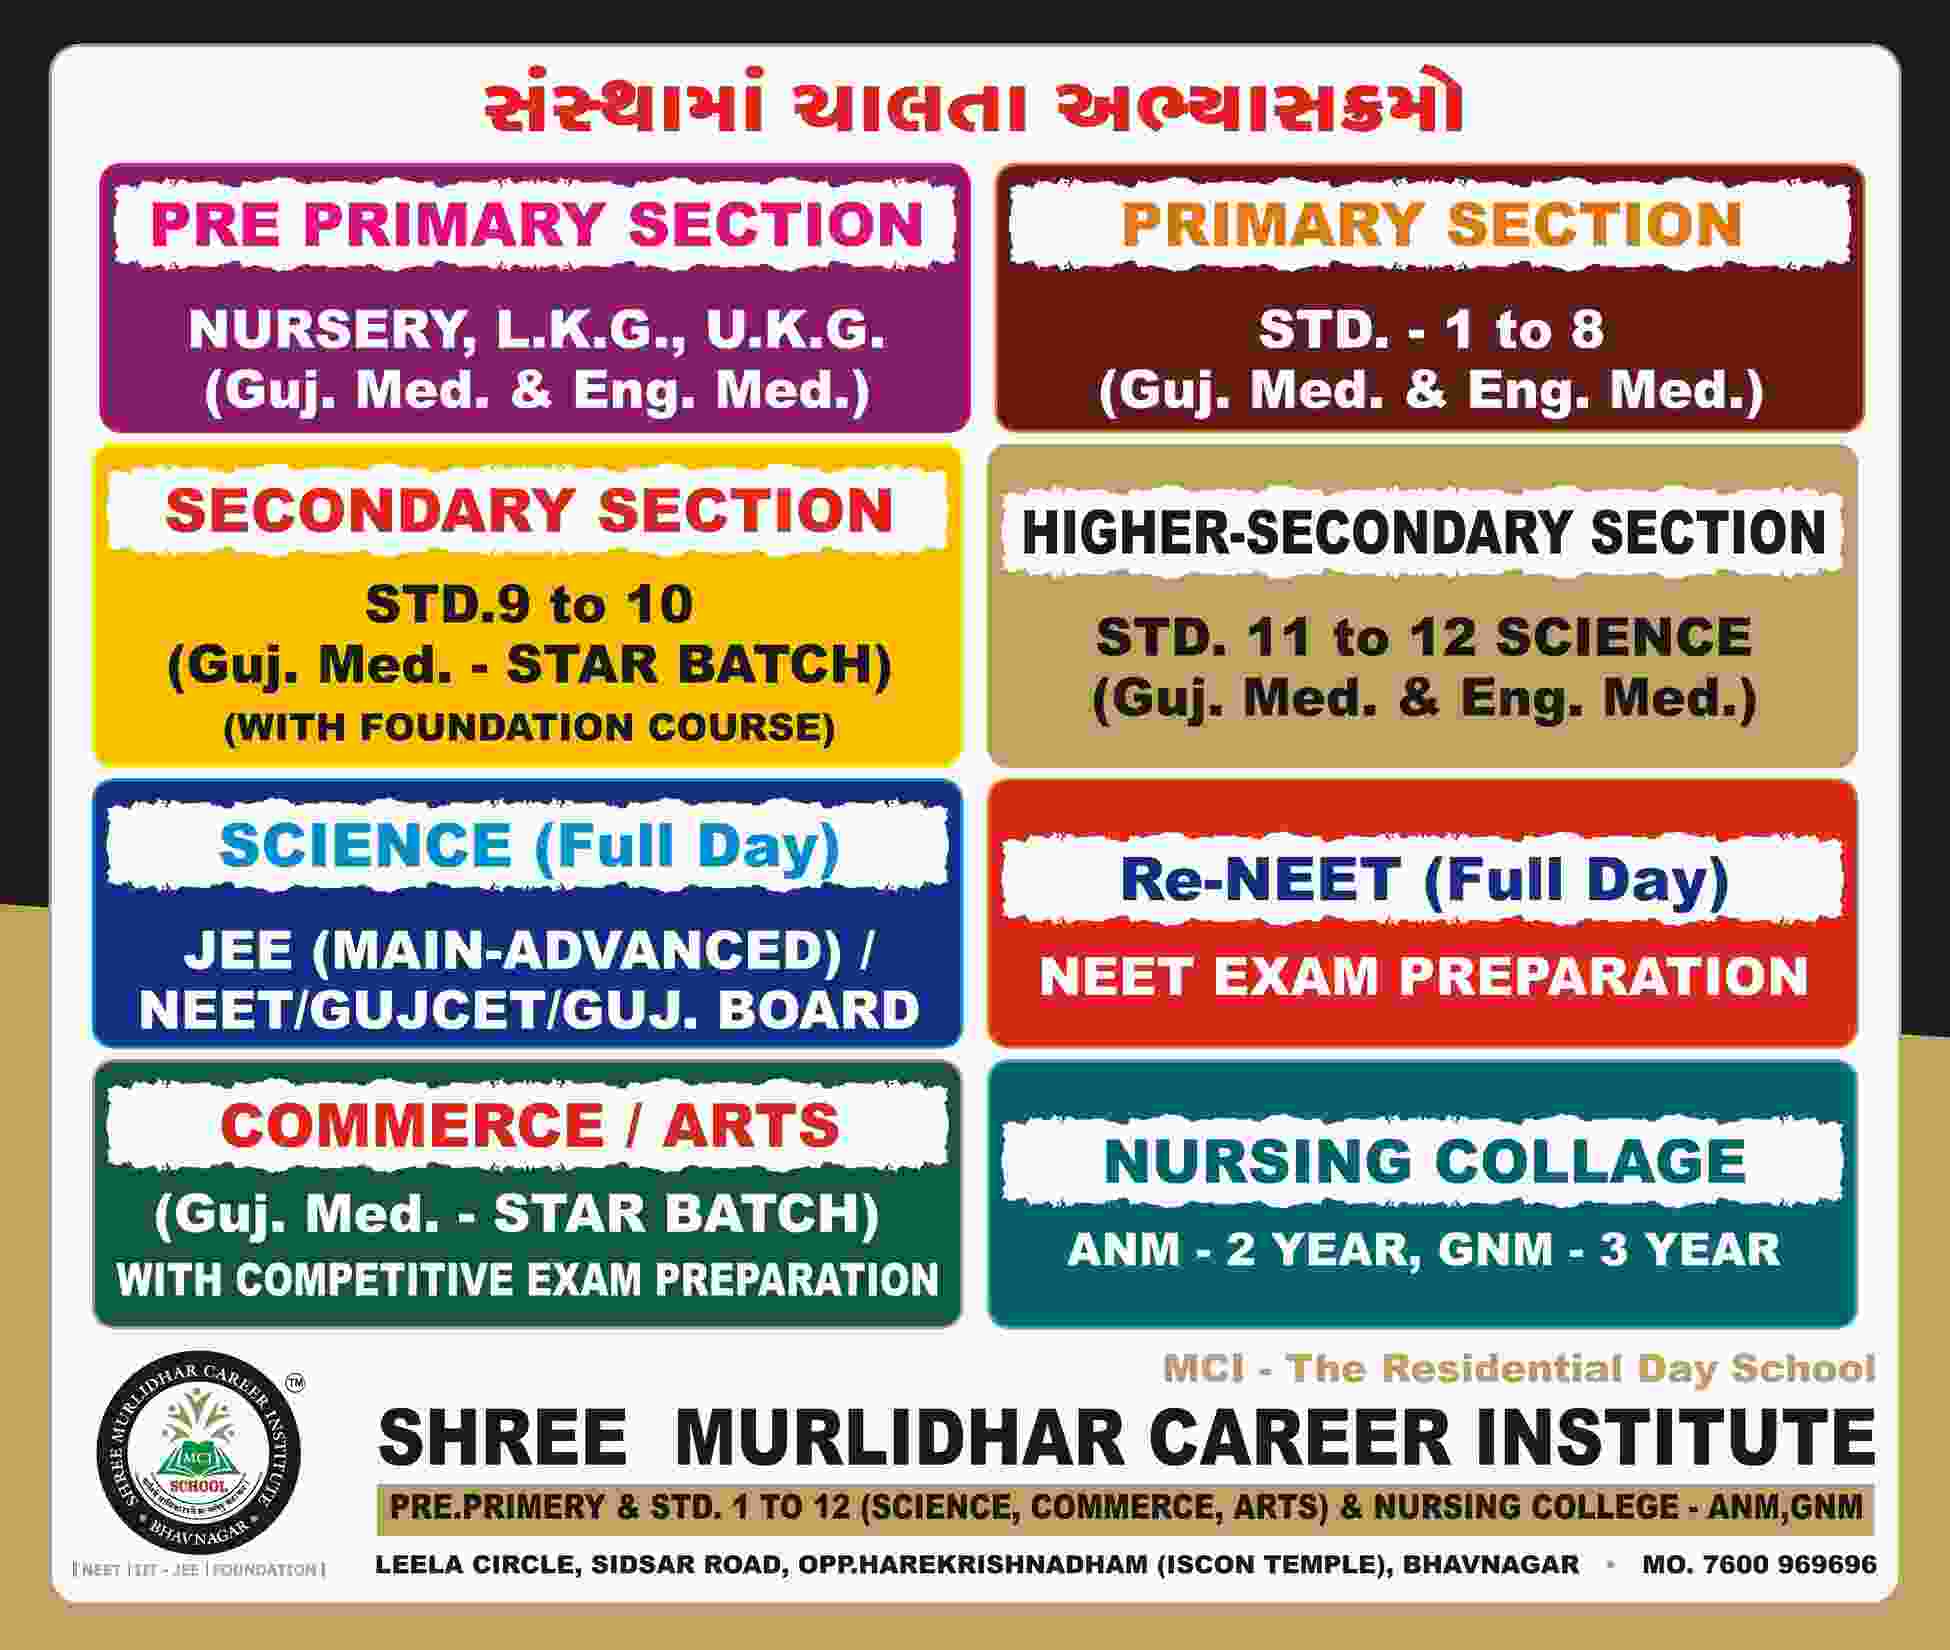 સંસ્થામાં ચાલતા અભ્યાસક્રમો
PRE PRIMARY SECTION
NURSERY, L.K.G., U.K.G.
(Guj. Med. & Eng. Med.)
PRIMARY SECTION
STD. - 1 to 8
(Guj. Med. & Eng. Med.)
SECONDARY SECTION
STD.9 to 10
(Guj. Med. - STAR BATCH)
(WITH FOUNDATION COURSE)
HIGHER-SECONDARY SECTION
STD. 11 to 12 SCIENCE
(Guj. Med. & Eng. Med.)
SCIENCE (Full Day)
JEE (MAIN-ADVANCED) /
NEET/GUJCET/GUJ. BOARD
Re-NEET (Full Day)
NEET EXAM PREPARATION
COMMERCE / ARTS
(Guj. Med. - STAR BATCH)
WITH COMPETITIVE EXAM PREPARATION
NURSING COLLAGE
ANM - 2 YEAR, GNM - 3 YEAR
SHREE MURLIDHAR CAREER INSTITUTE
TM
MCI
SCHOOL
* BHAVNAGAR *
| NEET | IIT - JEE | FOUNDATION |
MCI - The Residential Day School
SHREE MURLIDHAR CAREER INSTITUTE
PRE.PRIMERY & STD. 1 TO 12 (SCIENCE, COMMERCE, ARTS) & NURSING COLLEGE - ANM,GNM
LEELA CIRCLE, SIDSAR ROAD, OPP.HAREKRISHNADHAM (ISCON TEMPLE), BHAVNAGAR • MO. 7600 969696